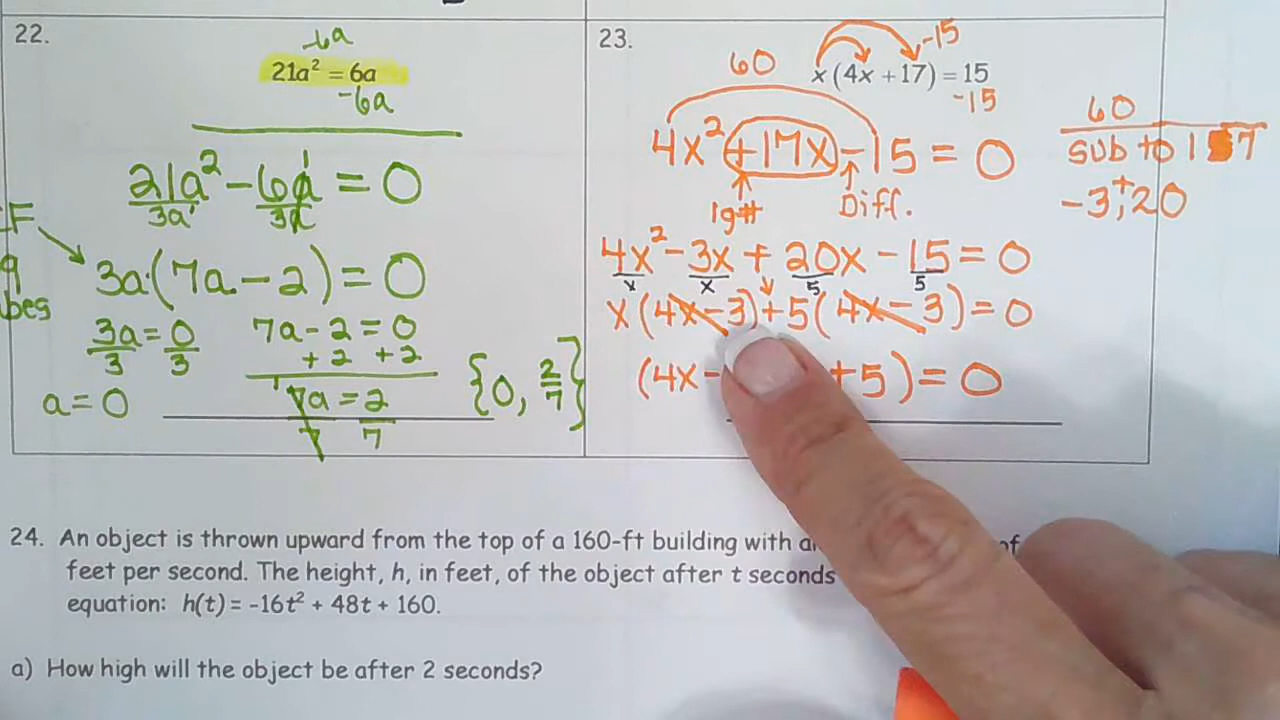 22.
-6a
21a² = 6a
-6a
21a² - 6a = 0
3a 3a
3a·(7a - 2) = 0
3a = 0
3 3
a = 0
7a - 2 = 0
+ 2 + 2
7a = 2
7 7
{0, 2/7}
23.
-15
x(4x + 17) = 15
-15
60
4x² + 17x - 15 = 0
lg# Diff.
60
sub to 17
-3, +20
4x² - 3x + 20x - 15 = 0
x x 5 5
x(4x - 3) + 5(4x - 3) = 0
(4x - +5) = 0
24. An object is thrown upward from the top of a 160-ft building with of
feet per second. The height, h, in feet, of the object after t seconds
equation: h(t) = -16t² + 48t + 160.
a) How high will the object be after 2 seconds?